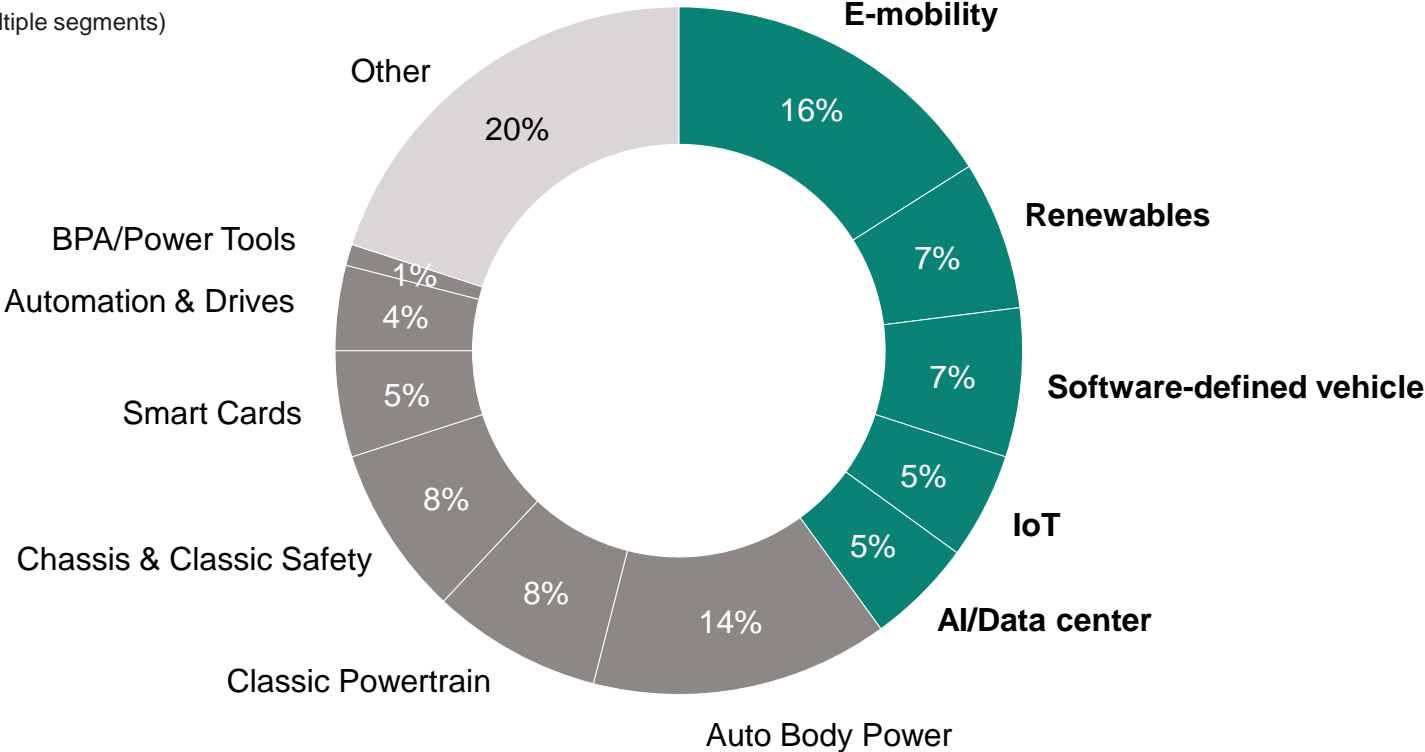 E-mobility
ltiple segments)
Other
16%
20%
Renewables
BPA/Power Tools
7%
1%
Automation & Drives
4%
7%
Software-defined vehicle
5%
Smart Cards
5%
8%
IoT
5%
Chassis & Classic Safety
8%
14%
AI/Data center
Classic Powertrain
Auto Body Power